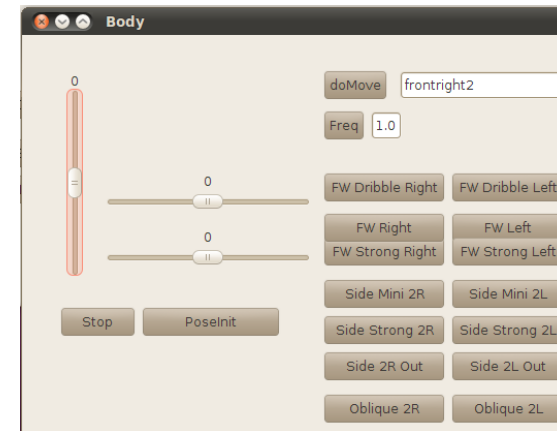 Body
0
doMove frontright2
Freq 1.0
0
FW Dribble Right FW Dribble Left
FW Right FW Left
0
FW Strong Right FW Strong Left
Side Mini 2R Side Mini 2L
Stop PoseInit
Side Strong 2R Side Strong 2L
Side 2R Out Side 2L Out
Oblique 2R Oblique 2L